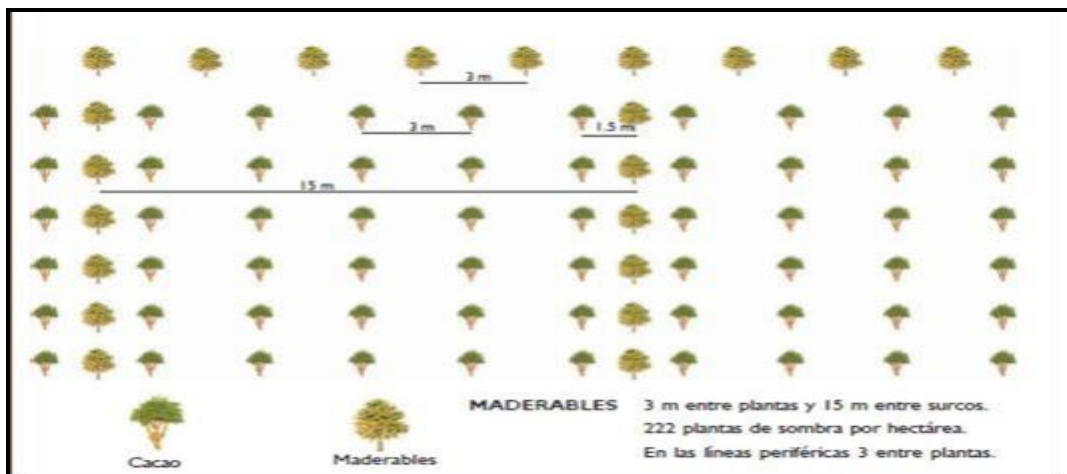 3 m
3 m
1.5 m
15 m
MADERABLES
3 m entre plantas y 15 m entre surcos.
222 plantas de sombra por hectárea.
En las líneas periféricas 3 entre plantas.
Cacao
Maderables